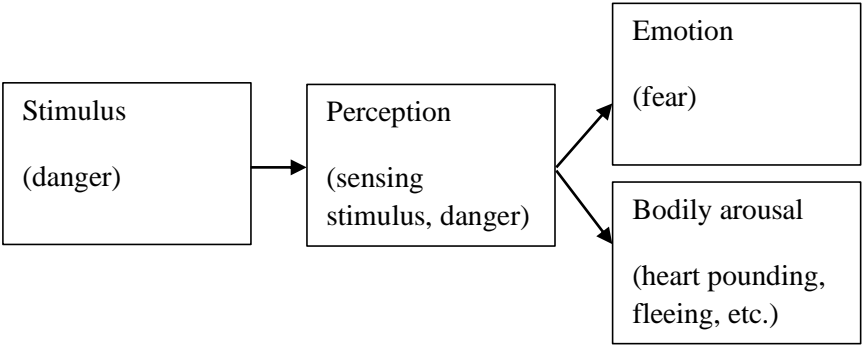 Stimulus
(danger)
Perception
(sensing
stimulus, danger)
Emotion
(fear)
Bodily arousal
(heart pounding,
fleeing, etc.)